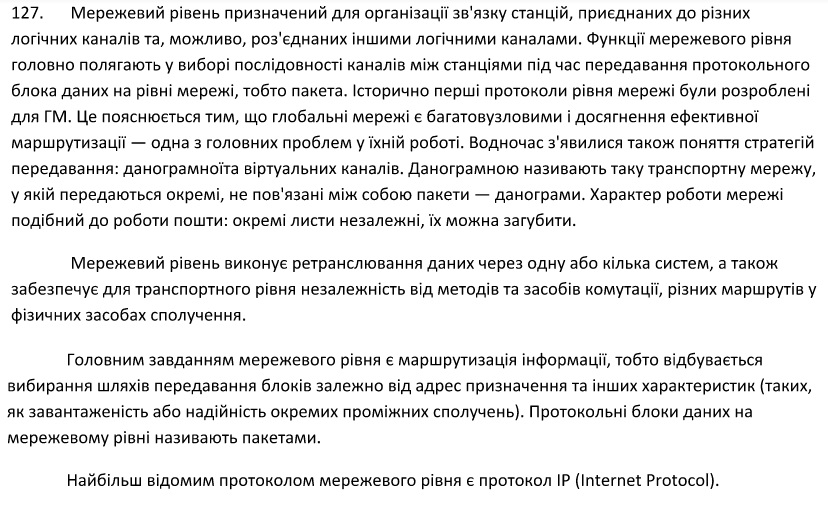 127. Мережевий рівень призначений для організації зв'язку станцій, приєднаних до різних
логічних каналів та, можливо, роз'єднаних іншими логічними каналами. Функції мережевого рівня
головно полягають у виборі послідовності каналів між станціями під час передавання протокольного
блока даних на рівні мережі, тобто пакета. Історично перші протоколи рівня мережі були розроблені
для ГМ. Це пояснюється тим, що глобальні мережі є багатовузловими і досягнення ефективної
маршрутизації — одна з головних проблем у їхній роботі. Водночас з'явилися також поняття стратегій
передавання: данограмноїта віртуальних каналів. Данограмною називають таку транспортну мережу,
у якій передаються окремі, не пов'язані між собою пакети — данограми. Характер роботи мережі
подібний до роботи пошти: окремі листи незалежні, їх можна загубити.
Мережевий рівень виконує ретранслювання даних через одну або кілька систем, а також
забезпечує для транспортного рівня незалежність від методів та засобів комутації, різних маршрутів у
фізичних засобах сполучення.
Головним завданням мережевого рівня є маршрутизація інформації, тобто відбувається
вибирання шляхів передавання блоків залежно від адрес призначення та інших характеристик (таких,
як завантаженість або надійність окремих проміжних сполучень). Протокольні блоки даних на
мережевому рівні називають пакетами.
Найбільш відомим протоколом мережевого рівня є протокол IP (Internet Protocol).